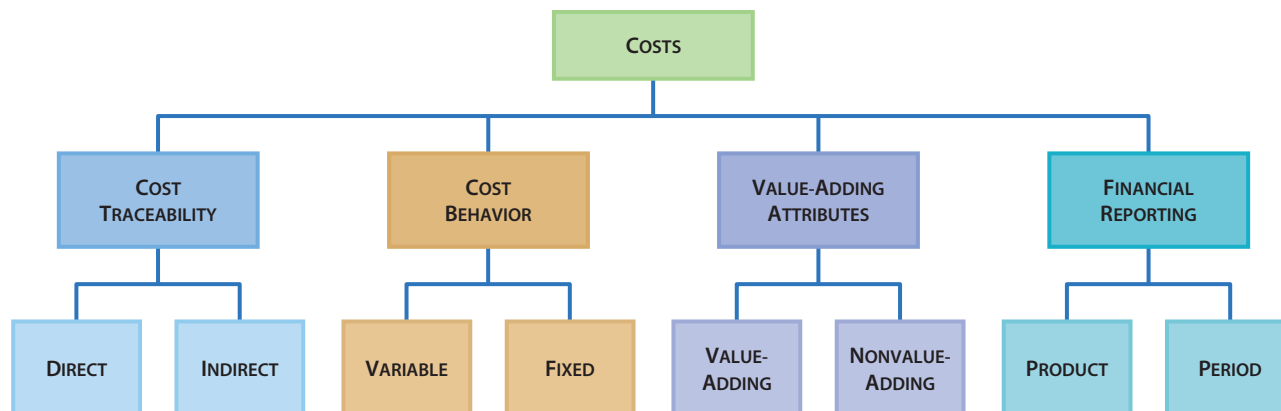 COSTS
COST
TRACEABILITY
COST
BEHAVIOR
VALUE-ADDING
ATTRIBUTES
FINANCIAL
REPORTING
DIRECT
INDIRECT
VARIABLE
FIXED
VALUE-
ADDING
NONVALUE-
ADDING
PRODUCT
PERIOD